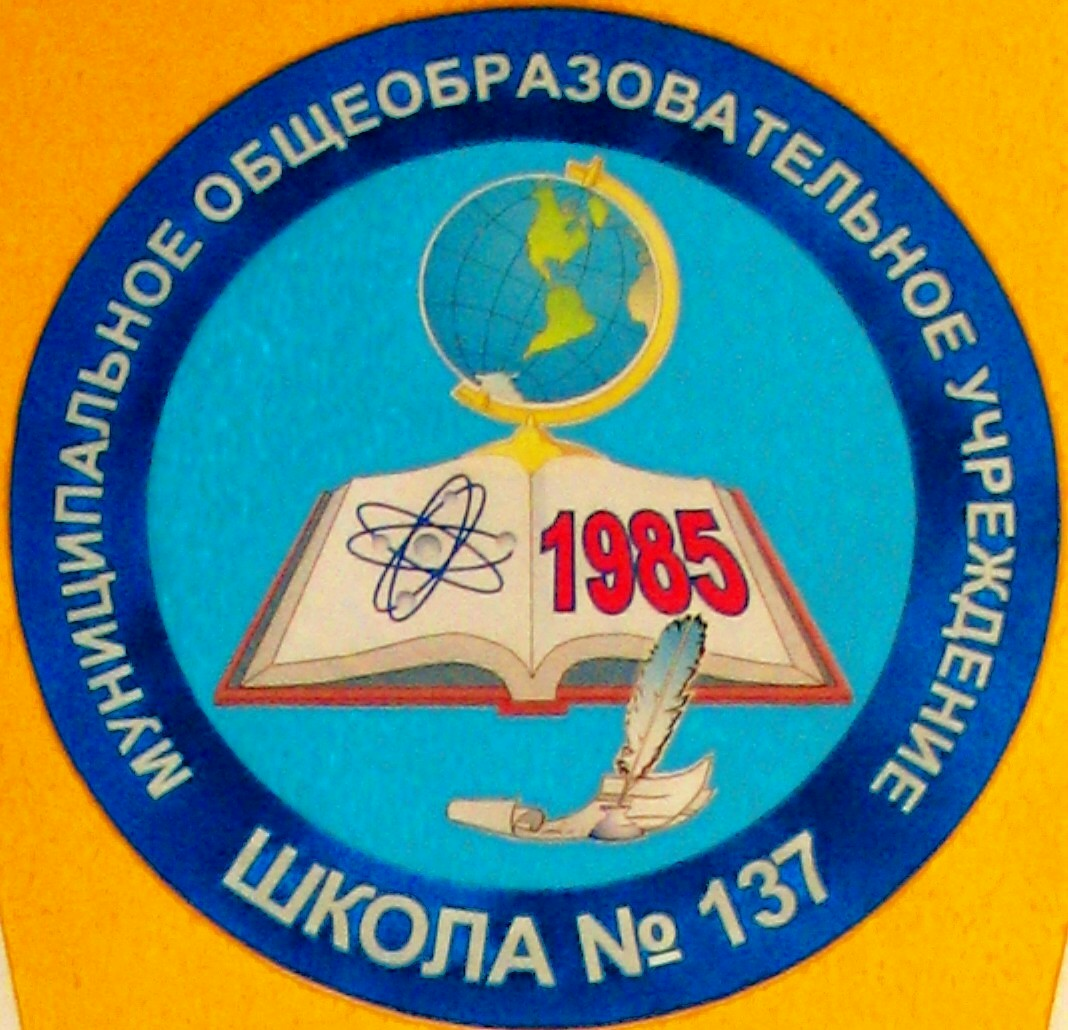 МУНИЦИПАЛЬНОЕ ОБЩЕОБРАЗОВАТЕЛЬНОЕ УЧРЕЖДЕНИЕ
1985
ШКОЛА № 137